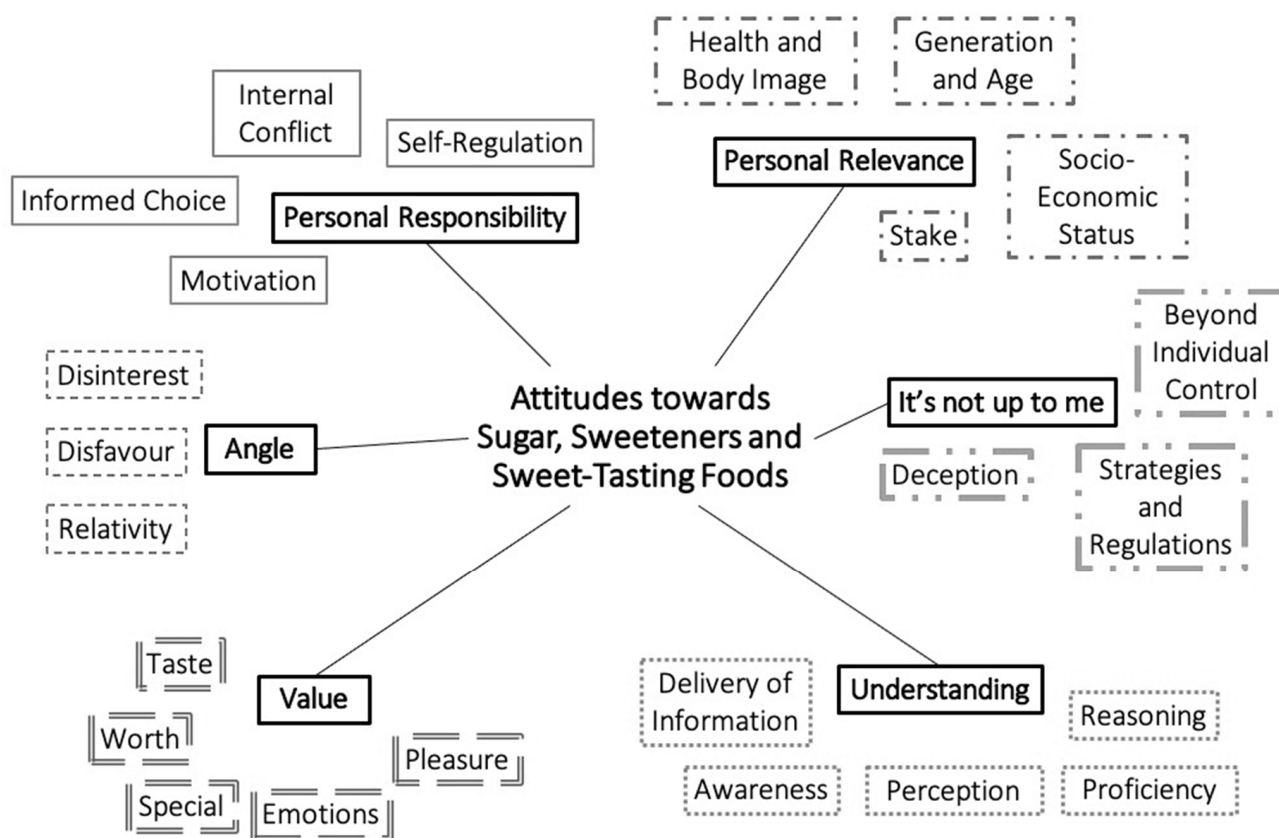 Health and
Body Image
Generation
and Age
Internal
Conflict
Self-Regulation
Personal Relevance
Socio-
Economic
Status
Informed Choice
Personal Responsibility
Stake
Motivation
Beyond
Individual
Control
Disinterest
Attitudes towards
Sugar, Sweeteners and
Sweet-Tasting Foods
It's not up to me
Disfavour
Angle
Deception
Strategies
and
Regulations
Relativity
Taste
Value
Delivery of
Information
Understanding
Reasoning
Worth
Pleasure
Special
Emotions
Awareness
Perception
Proficiency